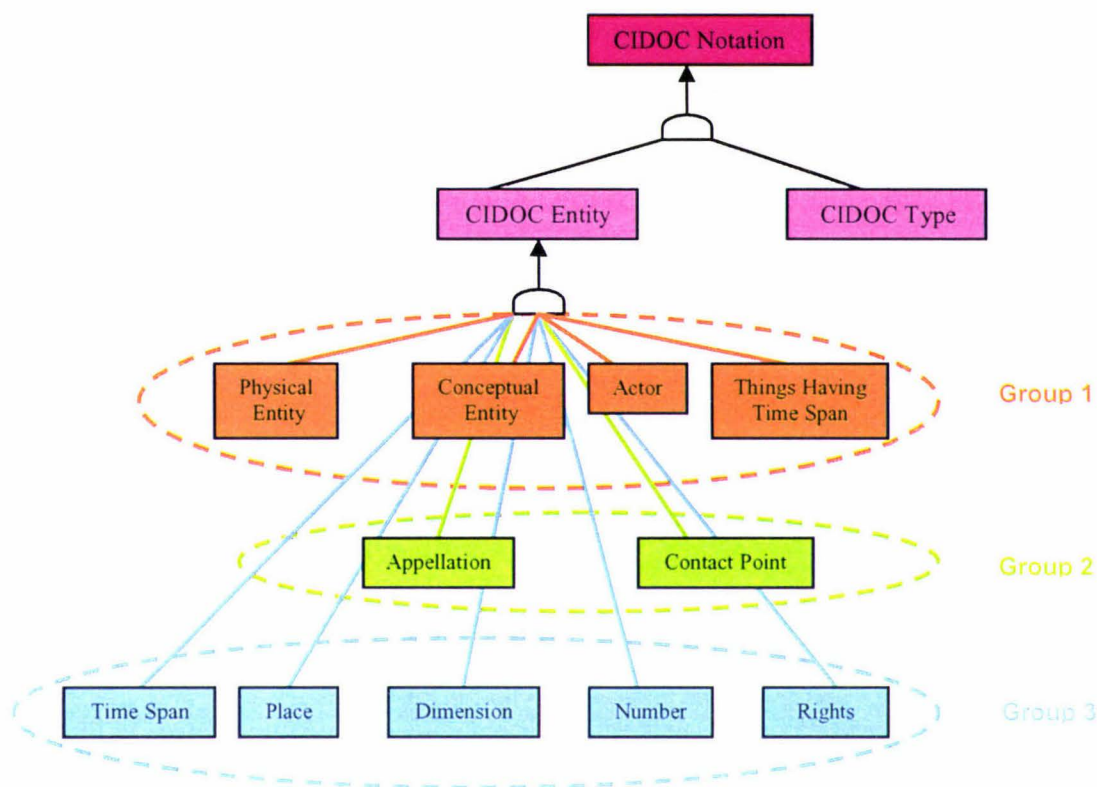 CIDOC Notation
CIDOC Entity
CIDOC Type
Physical
Entity
Conceptual
Entity
Actor
Things Having
Time Span
Group 1
Appellation
Contact Point
Group 2
Time Span
Place
Dimension
Number
Rights
Group 3